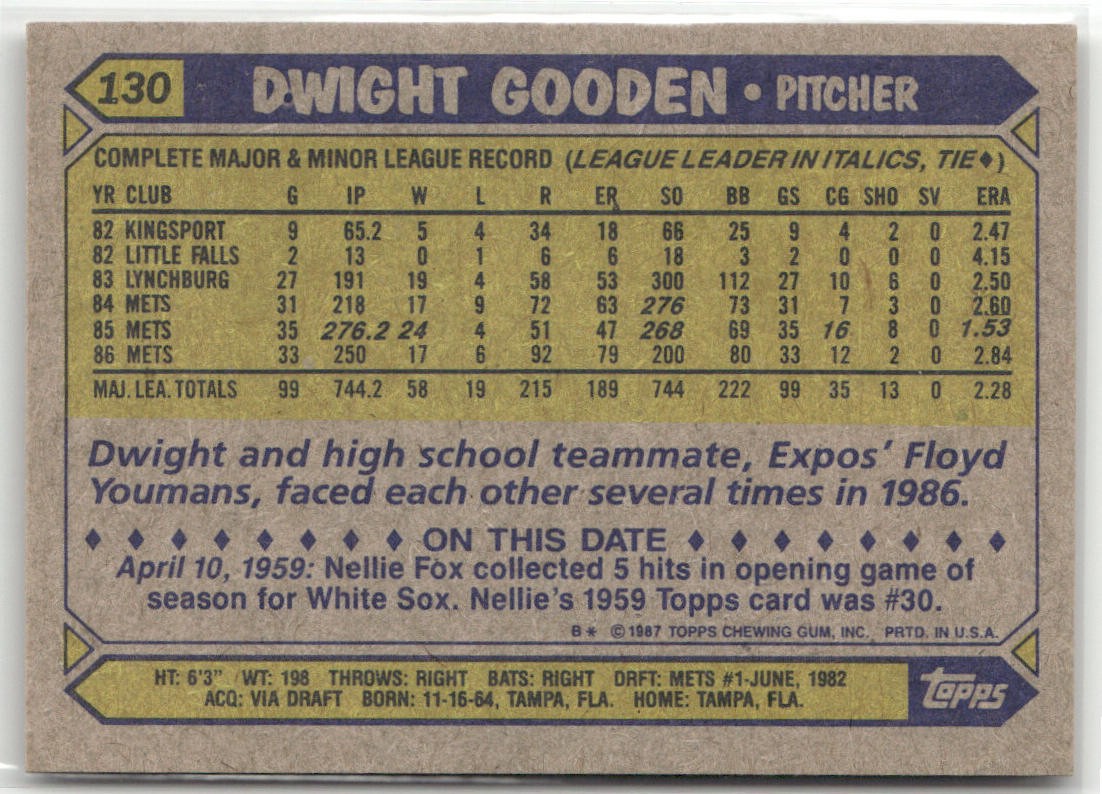 130 DWIGHT GOODEN • PITCHER
COMPLETE MAJOR & MINOR LEAGUE RECORD (LEAGUE LEADER IN ITALICS, TIE♦)
YR CLUB G IP W L R ER SO BB GS CG SHO SV ERA
82 KINGSPORT 9 65.2 5 4 34 18 66 25 9 4 2 0 2.47
82 LITTLE FALLS 2 13 0 1 6 6 18 3 2 0 0 0 4.15
83 LYNCHBURG 27 191 19 4 58 53 300 112 27 10 6 0 2.50
84 METS 31 218 17 9 72 63 276 73 31 7 3 0 2.60
85 METS 35 276.2 24 4 51 47 268 69 35 16 8 0 1.53
86 METS 33 250 17 6 92 79 200 80 33 12 2 0 2.84
MAJ. LEA. TOTALS 99 744.2 58 19 215 189 744 222 99 35 13 0 2.28
Dwight and high school teammate, Expos' Floyd
Youmans, faced each other several times in 1986.
♦ ♦ ♦ ♦ ♦ ♦ ♦ ♦ ON THIS DATE ♦ ♦ ♦ ♦ ♦ ♦ ♦ ♦
April 10, 1959: Nellie Fox collected 5 hits in opening game of
season for White Sox. Nellie's 1959 Topps card was #30.
B* © 1987 TOPPS CHEWING GUM, INC. PRTD. IN U.S.A.
HT: 6'3" WT: 198 THROWS: RIGHT BATS: RIGHT DRFT: METS #1-JUNE, 1982
ACQ: VIA DRAFT BORN: 11-16-64, TAMPA, FLA. HOME: TAMPA, FLA.
topps